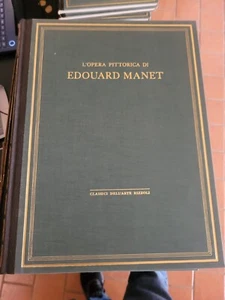 L'OPERA PITTORICA DI
EDOUARD MANET
CLASSICI DELL'ARTE RIZZOLI